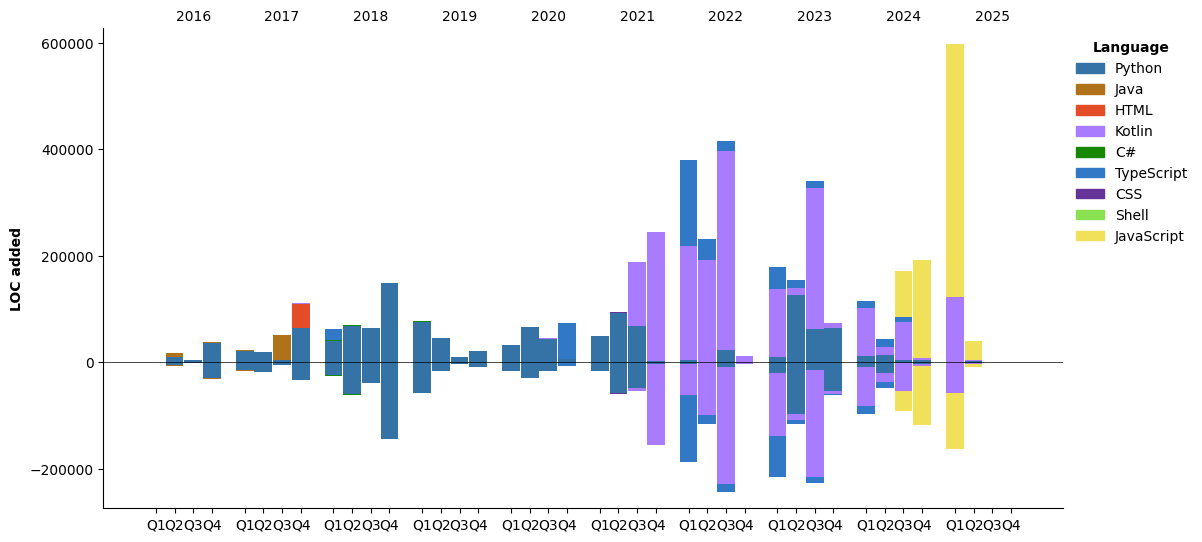 2016 2017 2018 2019 2020 2021 2022 2023 2024 2025
LOC added
600000
400000
200000
0
−200000
Q1Q2Q3Q4 Q1Q2Q3Q4 Q1Q2Q3Q4 Q1Q2Q3Q4 Q1Q2Q3Q4 Q1Q2Q3Q4 Q1Q2Q3Q4 Q1Q2Q3Q4 Q1Q2Q3Q4 Q1Q2Q3Q4
Language
Python
Java
HTML
Kotlin
C#
TypeScript
CSS
Shell
JavaScript